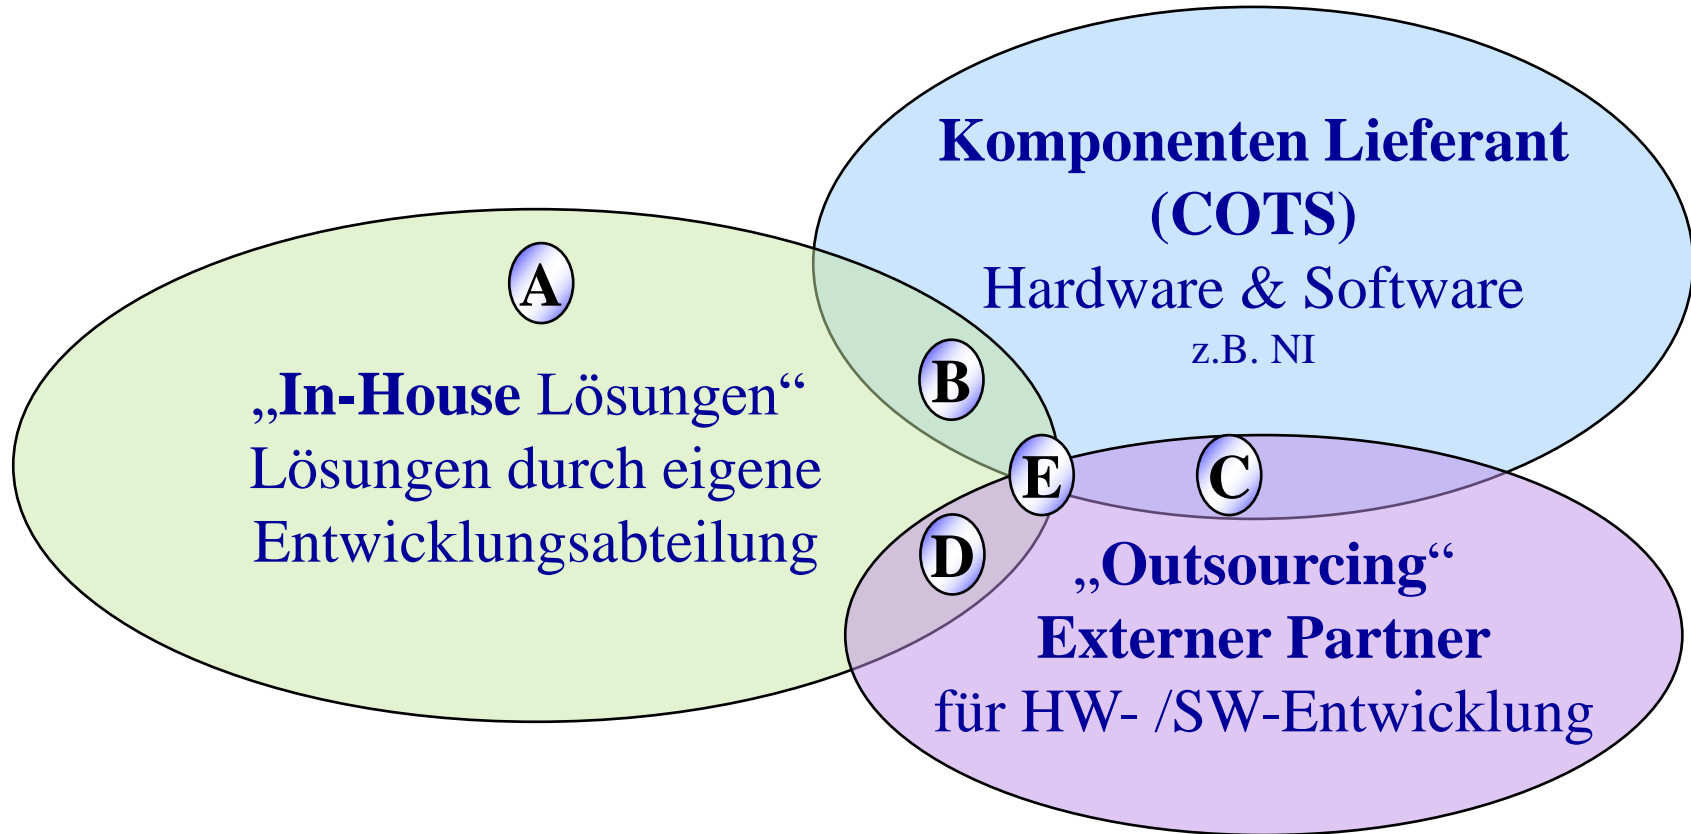 A
„In-House Lösungen“
Lösungen durch eigene
Entwicklungsabteilung
Komponenten Lieferant
(COTS)
Hardware & Software
z.B. NI
B
E
C
D
„Outsourcing“
Externer Partner
für HW- /SW-Entwicklung